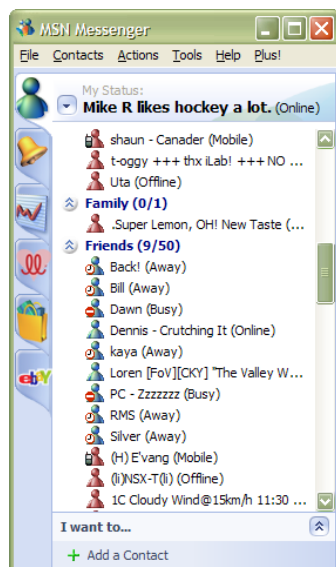 MSN Messenger
File Contacts Actions Tools Help Plus!
My Status:
Mike R likes hockey a lot. (Online)
shaun - Canader (Mobile)
t-oggy +++ thx iLab! +++ NO ...
Uta (Offline)
Family (0/1)
.Super Lemon, OH! New Taste (...
Friends (9/50)
Back! (Away)
Bill (Away)
Dawn (Busy)
Dennis - Crutching It (Online)
kaya (Away)
Loren [FoV][CKY] "The Valley W...
PC - Zzzzzzz (Busy)
RMS (Away)
Silver (Away)
(H) E'vang (Mobile)
(li)NSX-T(li) (Offline)
1C Cloudy Wind@15km/h 11:30 ...
ebY
I want to...
+ Add a Contact